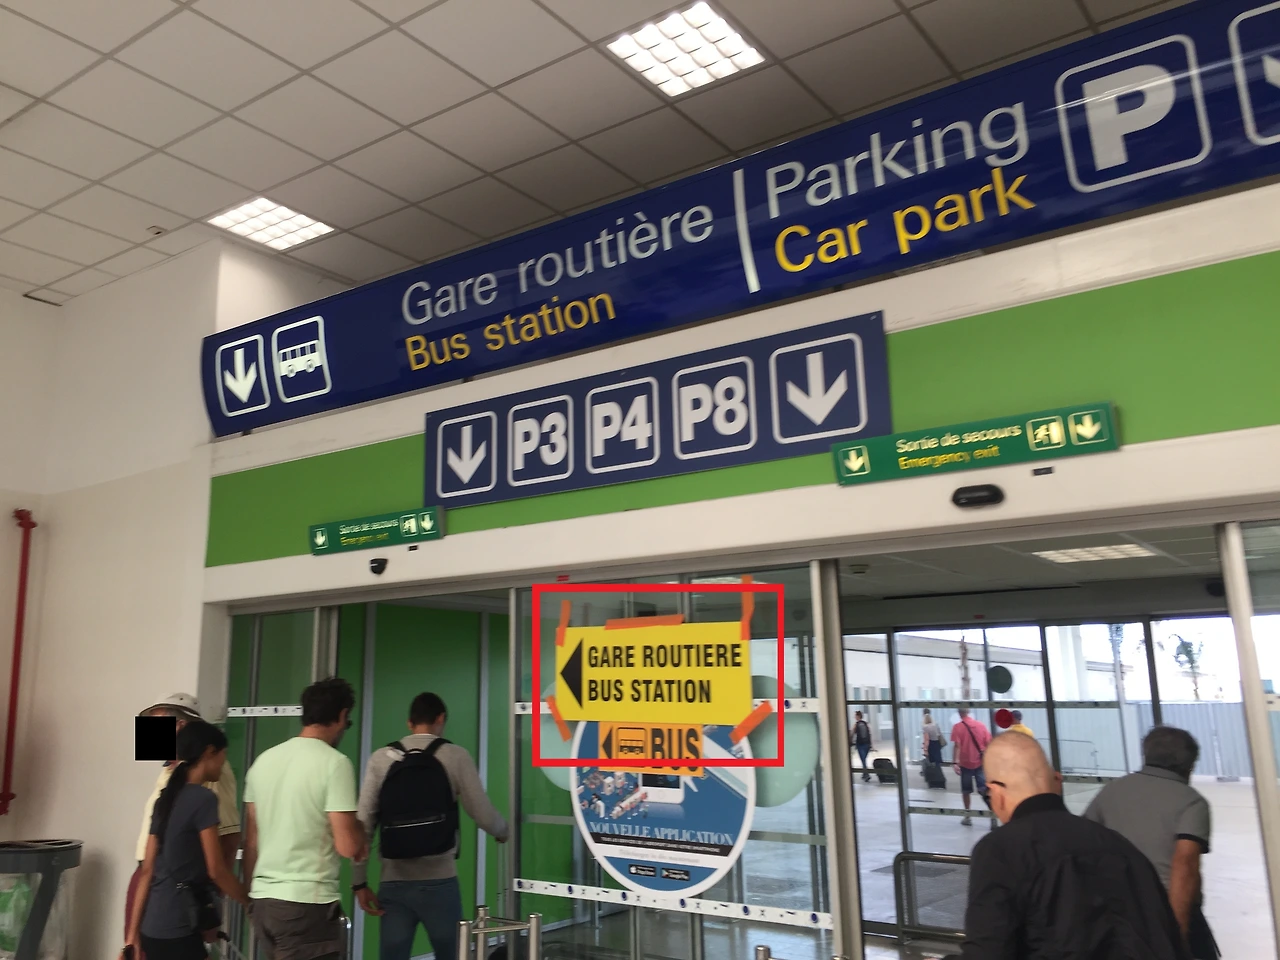 Gare routière
Bus station
Parking
Car park
P
P3 P4 P8
Sortie de secours
Emergency exit
Sortie de secours
Emergency exit
GARE ROUTIERE
BUS STATION
BUS
NOUVELLE APPLICATION